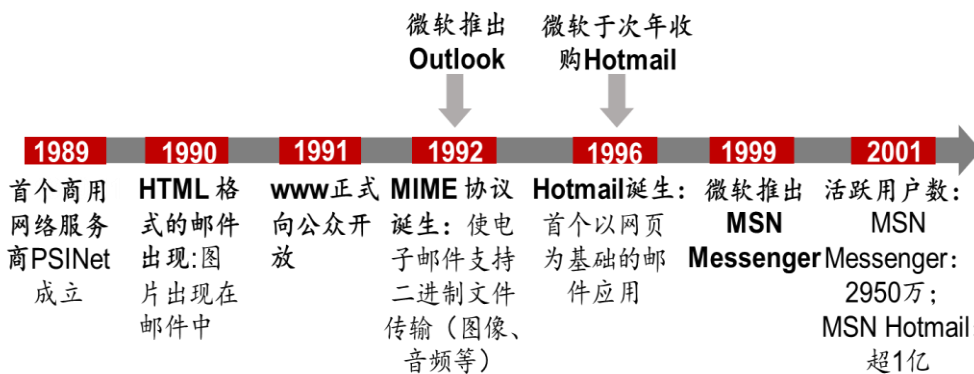 微软推出
Outlook
微软于次年收
购Hotmail
1989
1990
1991
1992
1996
1999
2001
首个商用
网络服务
商PSINet
成立
HTML 格
式的邮件
出现:图
片出现在
邮件中
www正式
向公众开
放
MIME 协议
诞生：使电
子邮件支持
二进制文件
传输（图像、
音频等）
Hotmail诞生：
首个以网页
为基础的邮
件应用
微软推出
MSN
Messenger
活跃用户数：
MSN
Messenger：
2950万；
MSN Hotmail：
超1亿